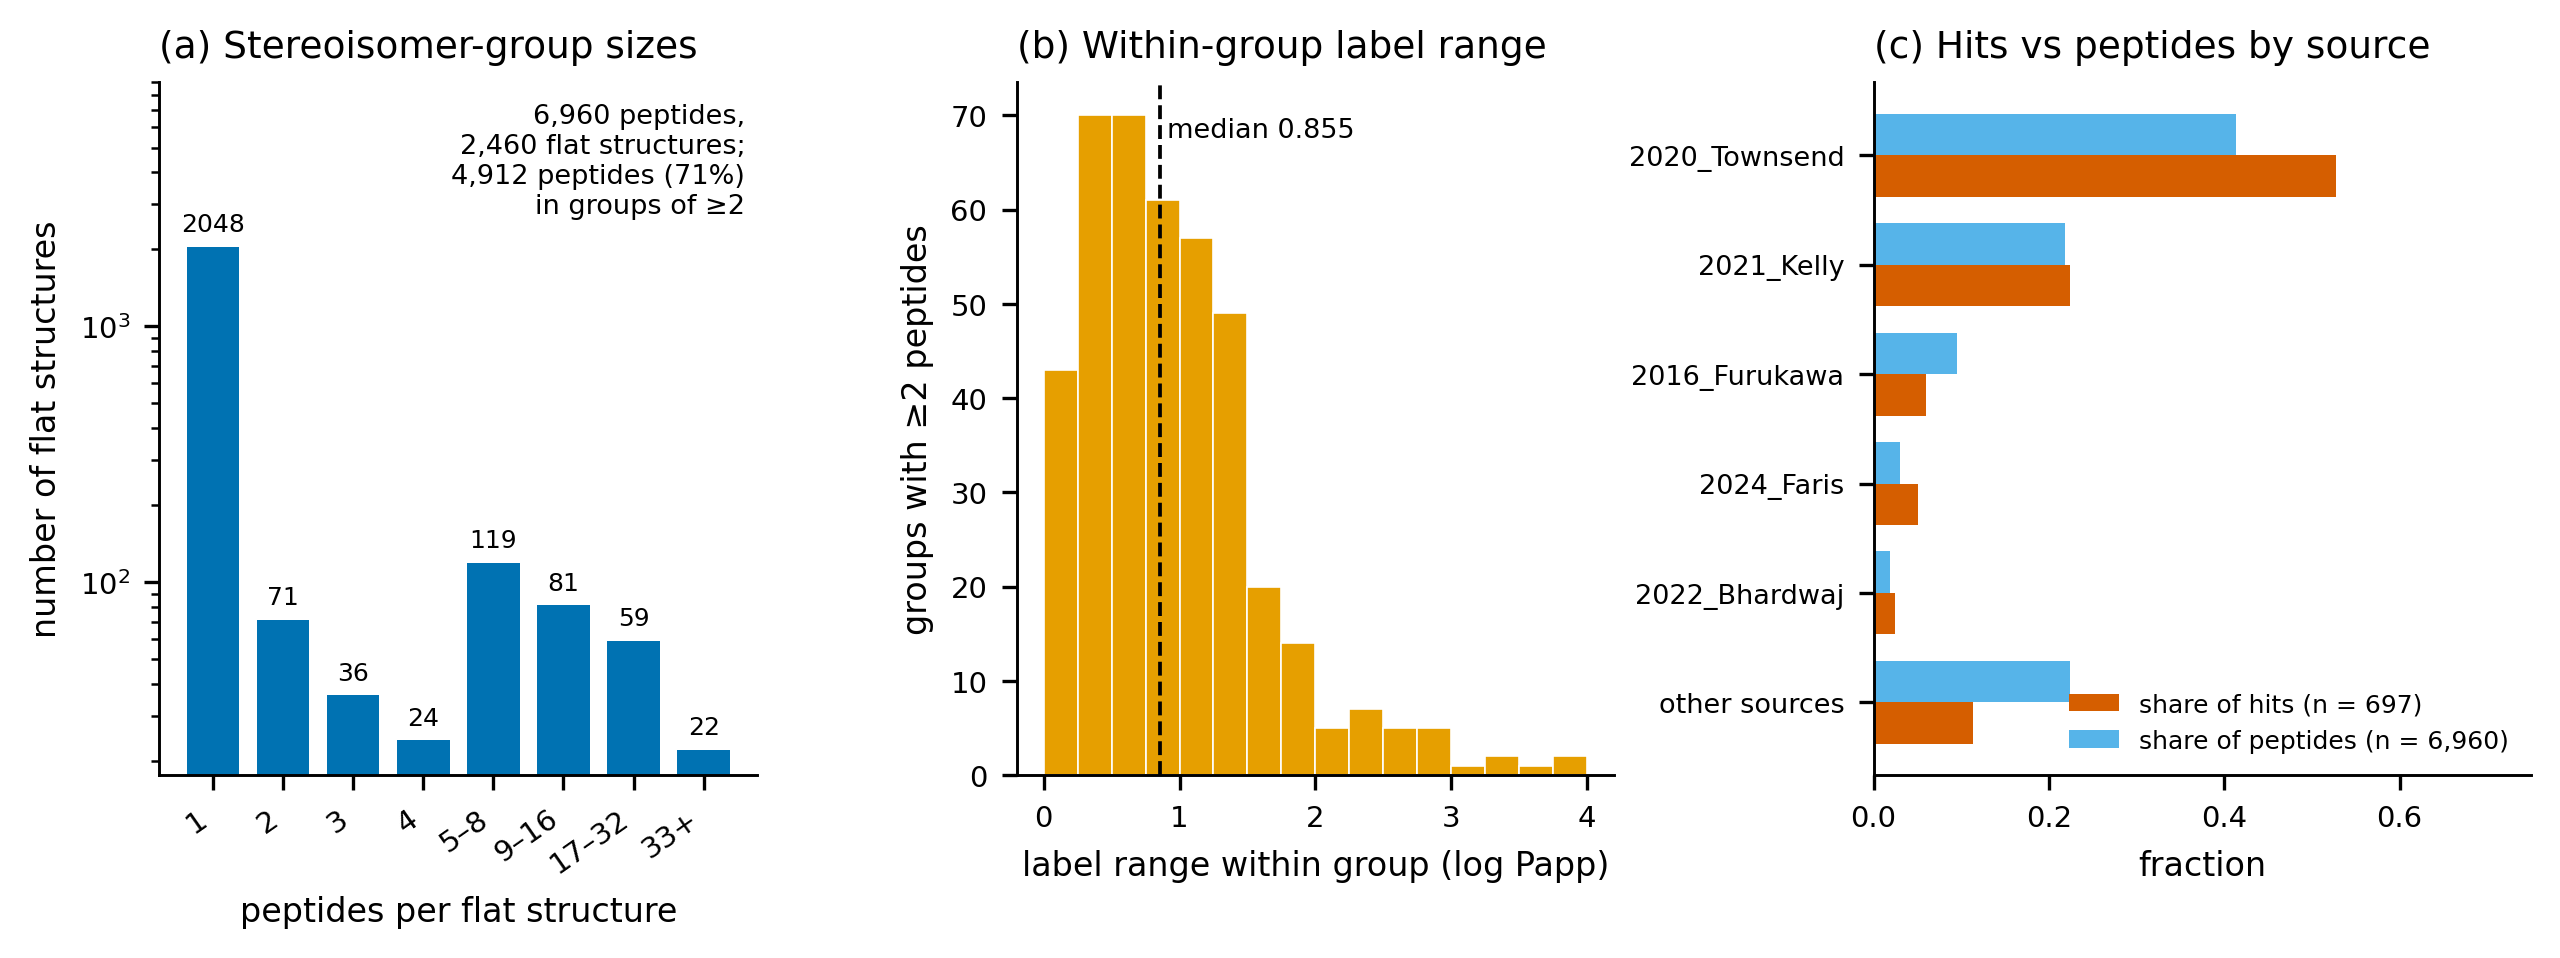 (a) Stereoisomer-group sizes
6,960 peptides,
2,460 flat structures;
4,912 peptides (71%)
in groups of ≥2
2048
71
36
24
119
81
59
22
10³
10²
number of flat structures
1
2
3
4
5–8
9–16
17–32
33+
peptides per flat structure
(b) Within-group label range
median 0.855
70
60
50
40
30
20
10
0
groups with ≥2 peptides
0
1
2
3
4
label range within group (log Papp)
(c) Hits vs peptides by source
2020_Townsend
2021_Kelly
2016_Furukawa
2024_Faris
2022_Bhardwaj
other sources
share of hits (n = 697)
share of peptides (n = 6,960)
0.0
0.2
0.4
0.6
fraction